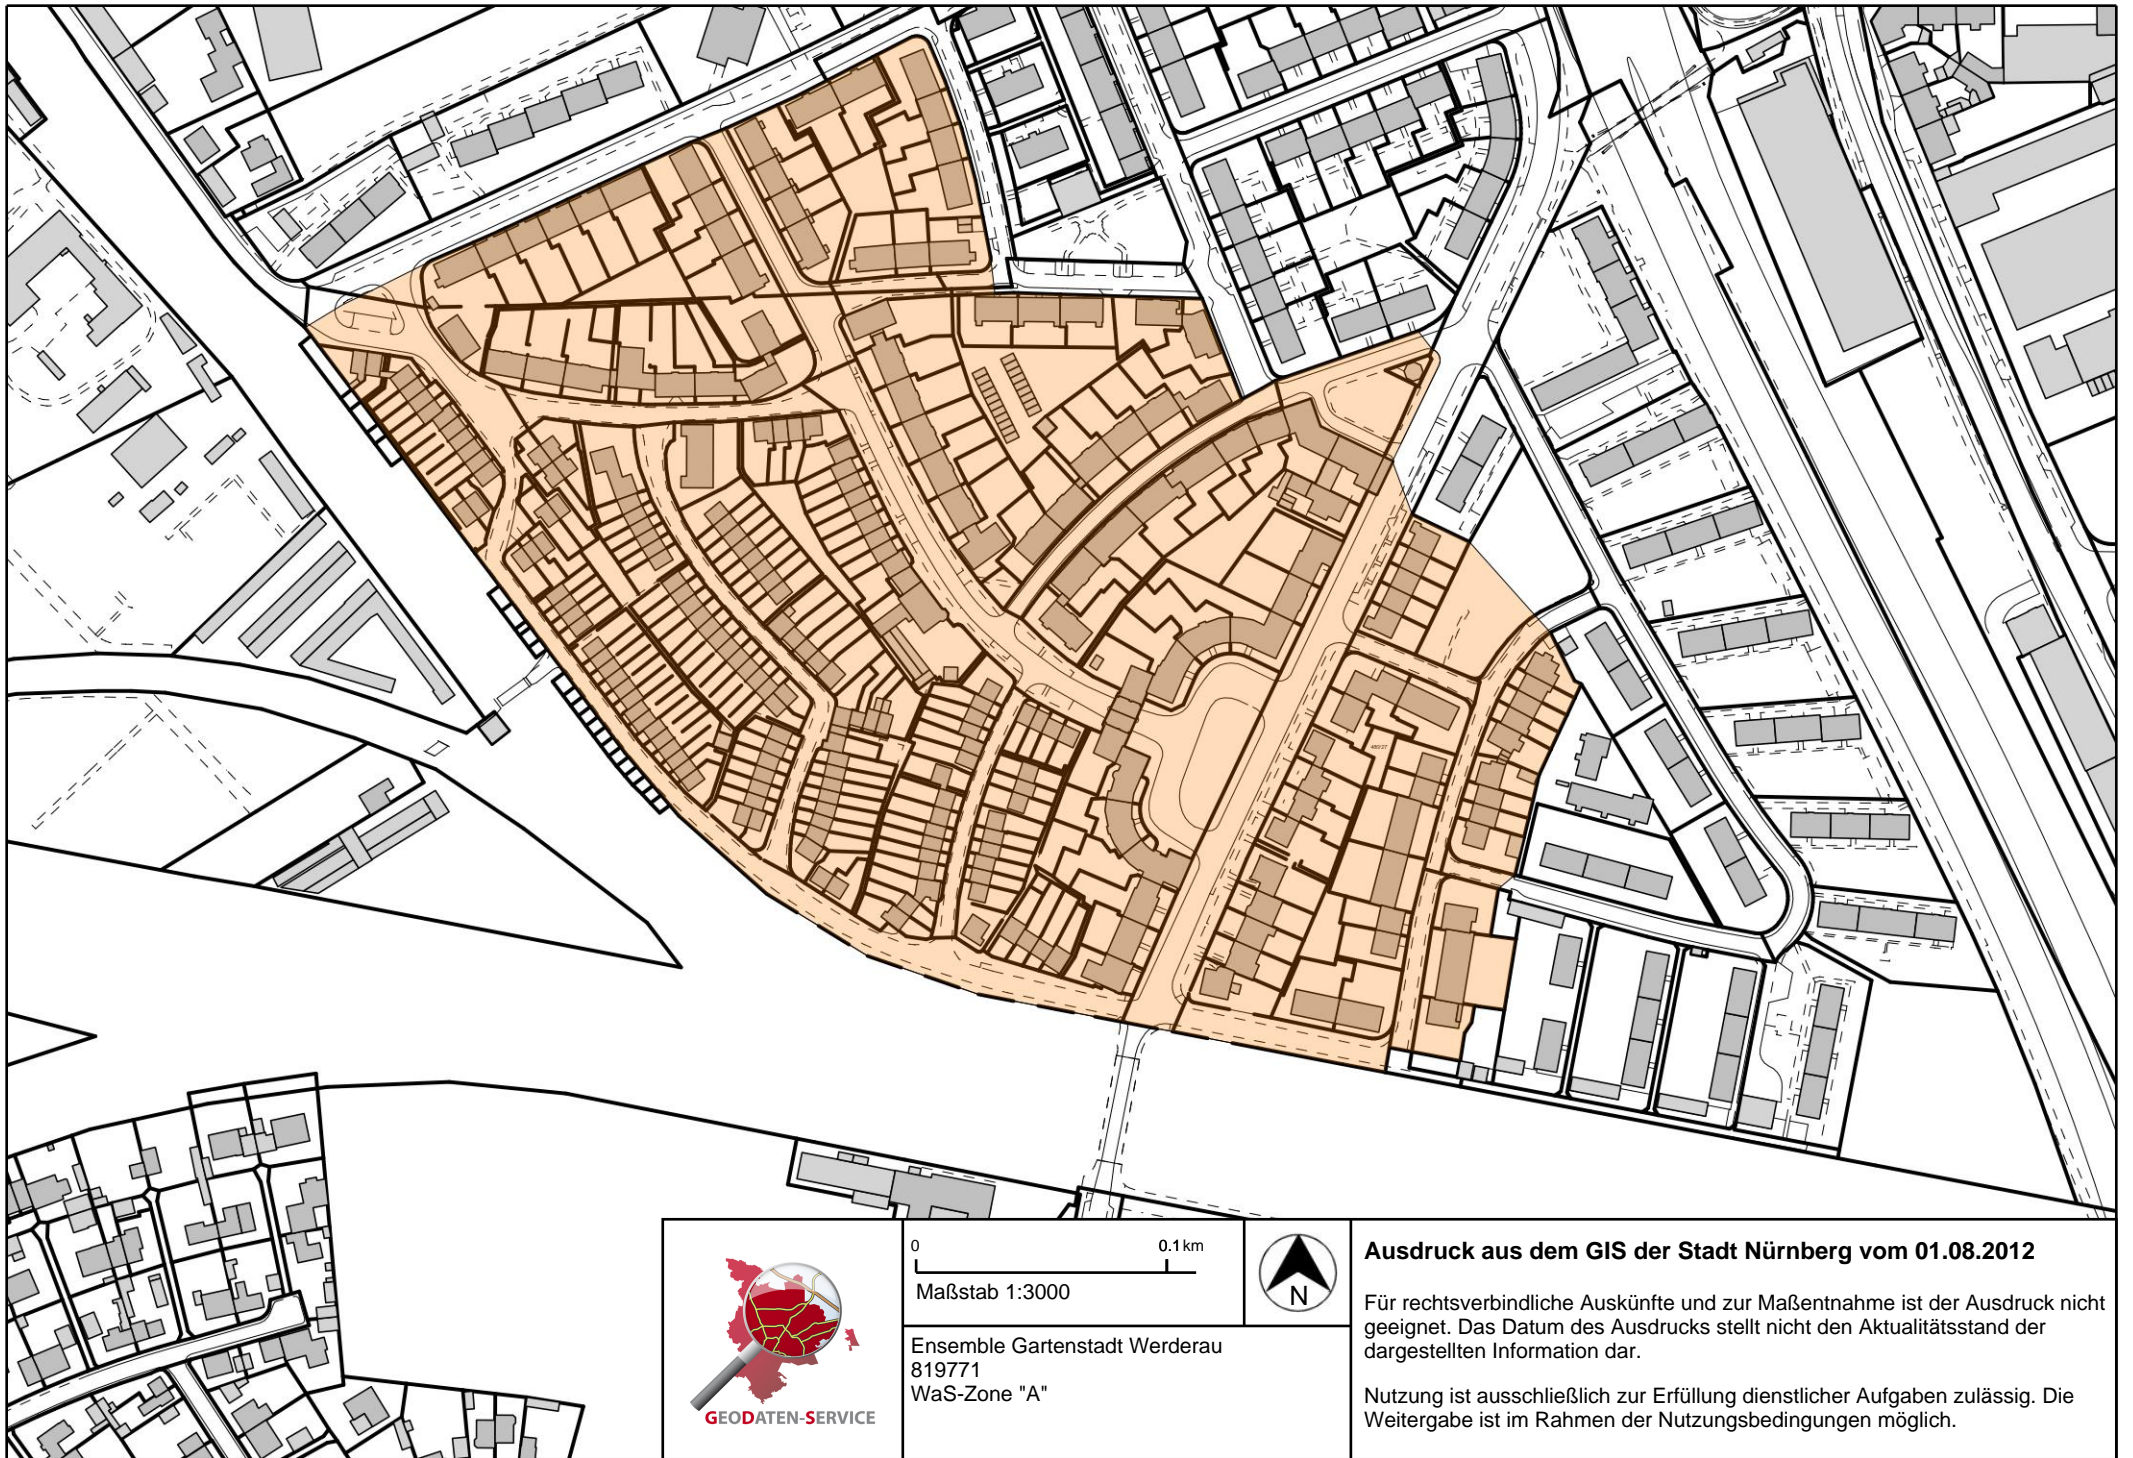 480/27
GEODATEN-SERVICE
0 0.1 km
Maßstab 1:3000
Ensemble Gartenstadt Werderau
819771
WaS-Zone "A"
N
Ausdruck aus dem GIS der Stadt Nürnberg vom 01.08.2012
Für rechtsverbindliche Auskünfte und zur Maßentnahme ist der Ausdruck nicht
geeignet. Das Datum des Ausdrucks stellt nicht den Aktualitätsstand der
dargestellten Information dar.
Nutzung ist ausschließlich zur Erfüllung dienstlicher Aufgaben zulässig. Die
Weitergabe ist im Rahmen der Nutzungsbedingungen möglich.